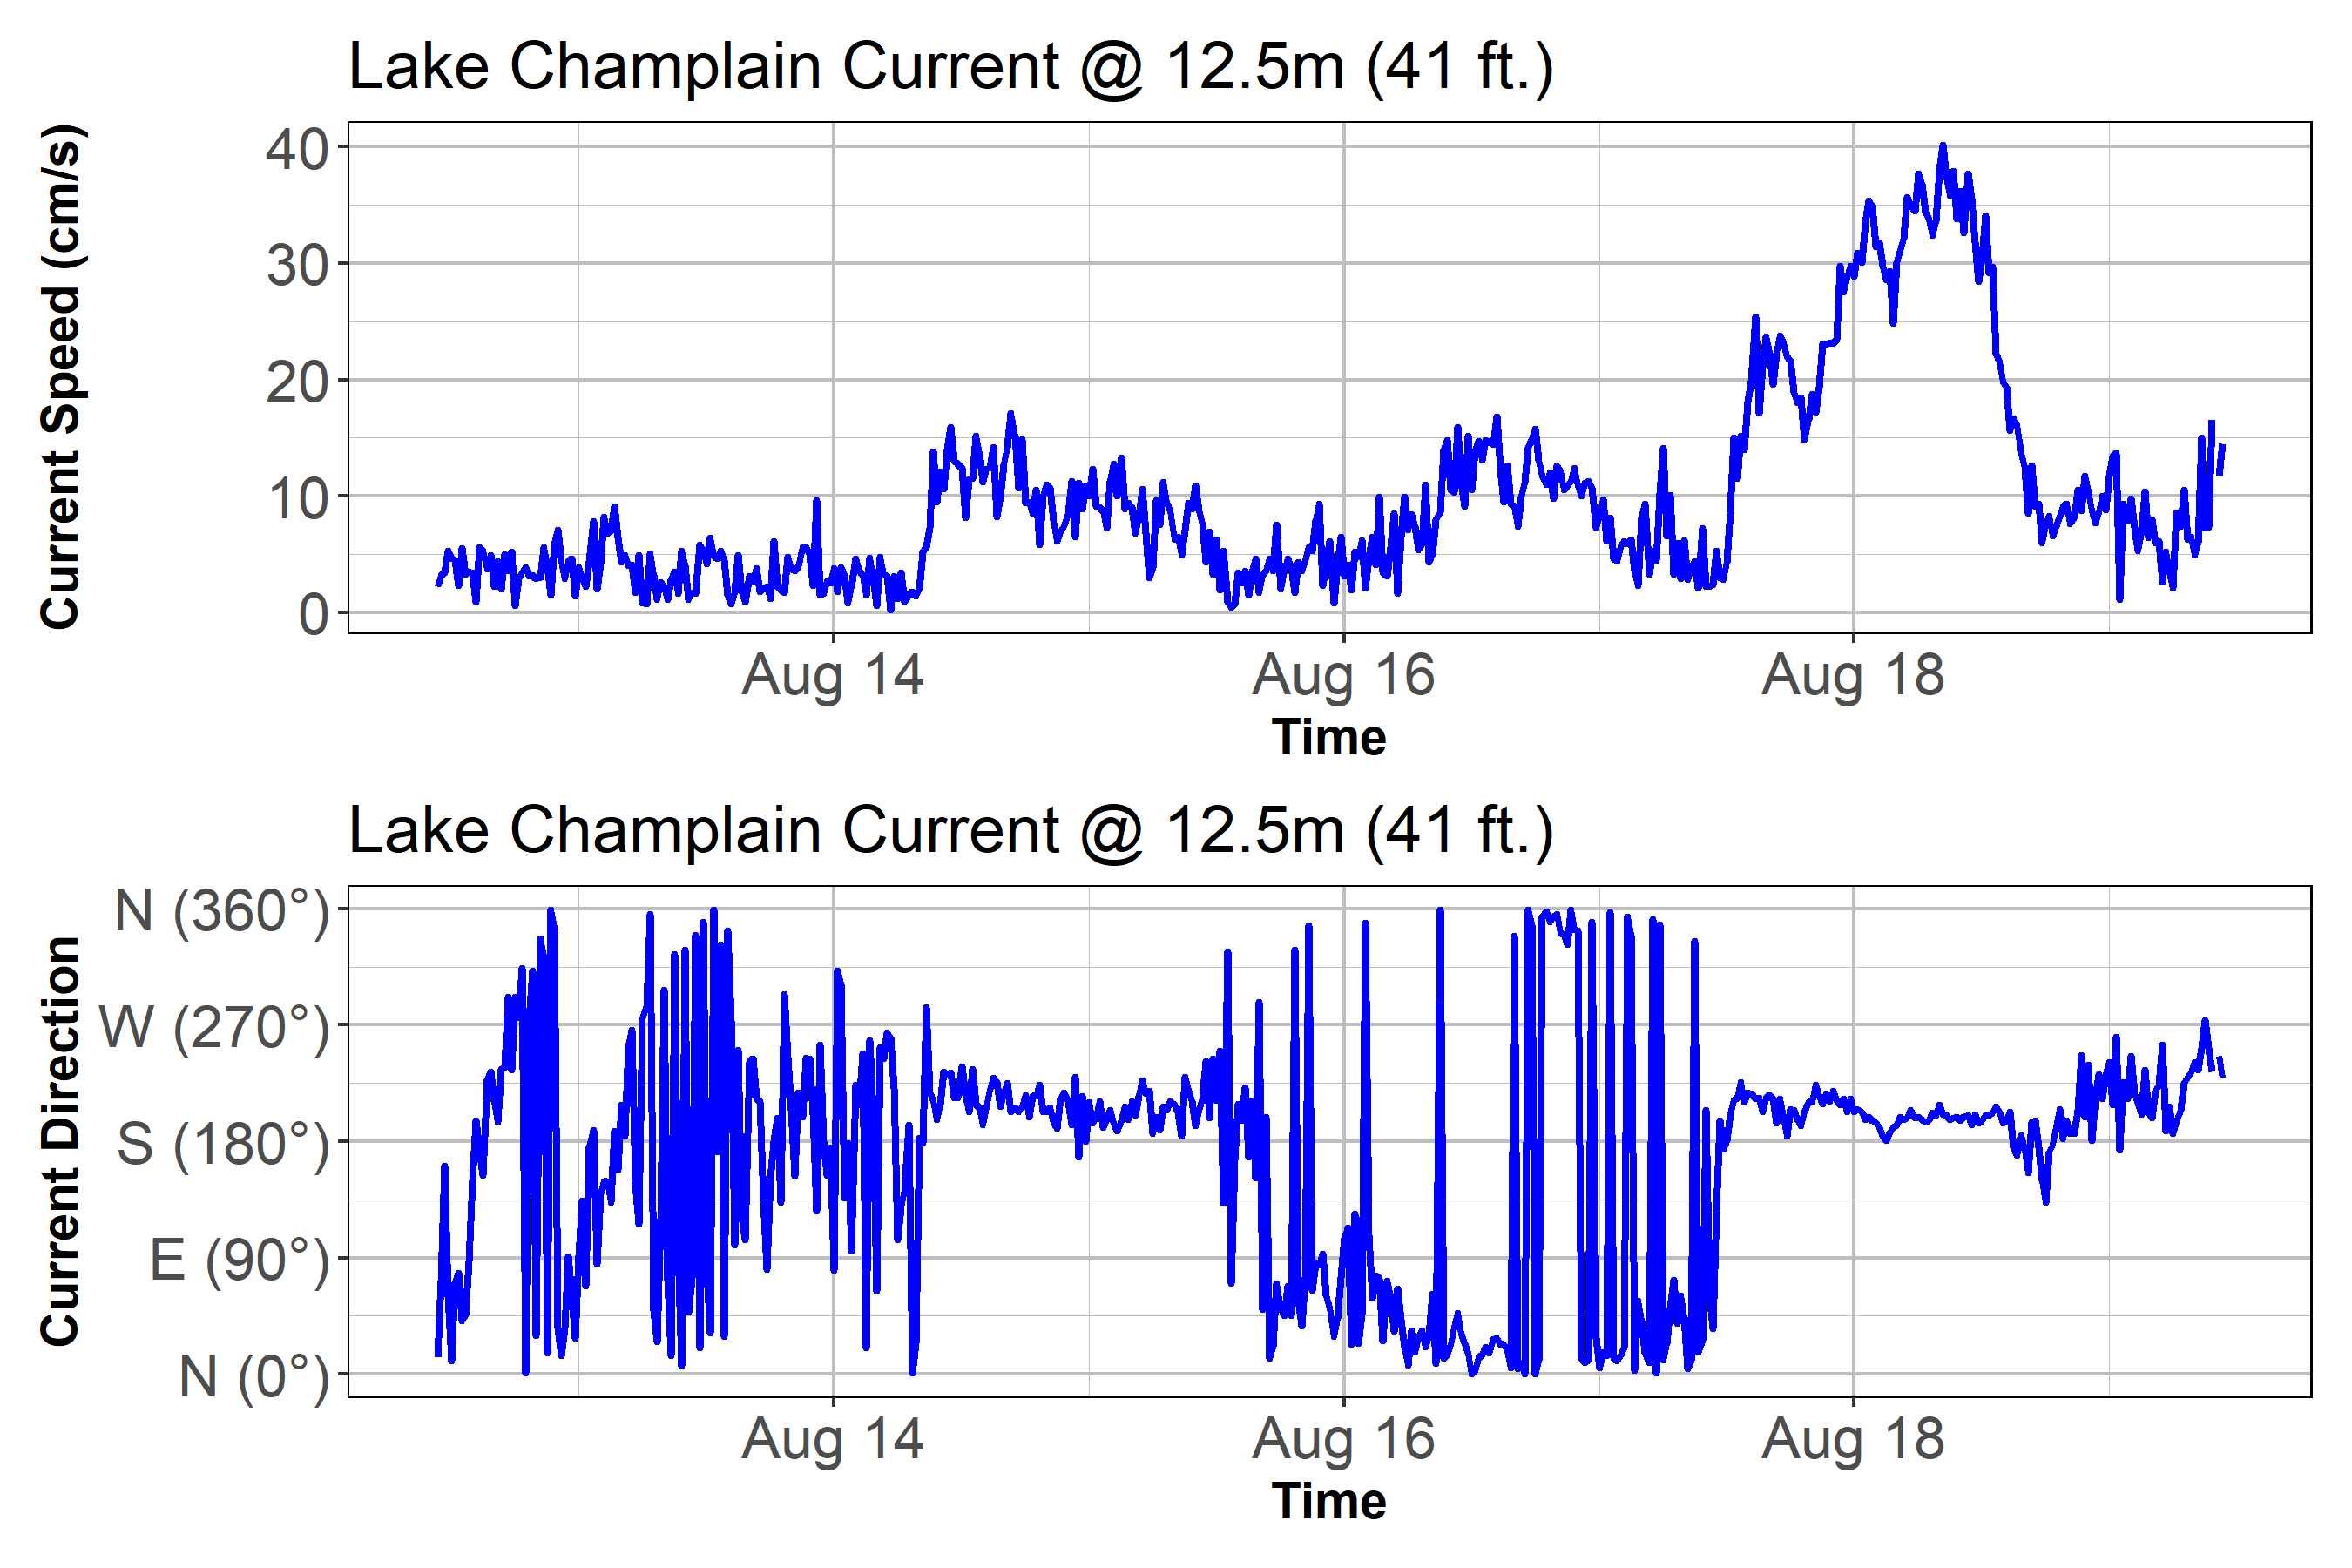 Lake Champlain Current @ 12.5m (41 ft.)
Current Speed (cm/s)
40
30
20
10
0
Aug 14 Aug 16 Aug 18
Time
Lake Champlain Current @ 12.5m (41 ft.)
Current Direction
N (360°)
W (270°)
S (180°)
E (90°)
N (0°)
Aug 14 Aug 16 Aug 18
Time